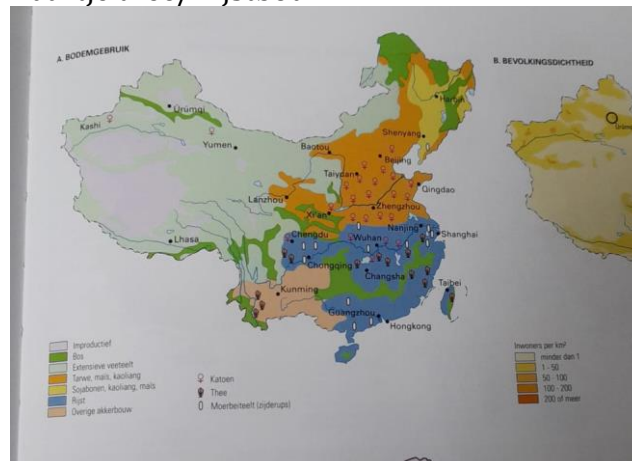 A. BODEMGEBRUIK
B. BEVOLKINGSDICHTHEID
Ürümqi
Kashi
Yumen
Harbin
Shenyang
Baotou
Beijing
Taiyuan
Qingdao
Lanzhou
Zhengzhou
Xi'an
Nanjing
Shanghai
Chengdu
Wuhan
Lhasa
Chongqing
Changsha
Taibei
Kunming
Guangzhou
Hongkong
Improductief
Bos
Extensieve veeteelt
Tarwe, maïs, kaoliang
Sojabonen, kaoliang, maïs
Rijst
Overige akkerbouw
Katoen
Thee
Moerbeiteelt (zijderups)
Inwoners per km²
minder dan 1
1 - 50
50 - 100
100 - 200
200 of meer